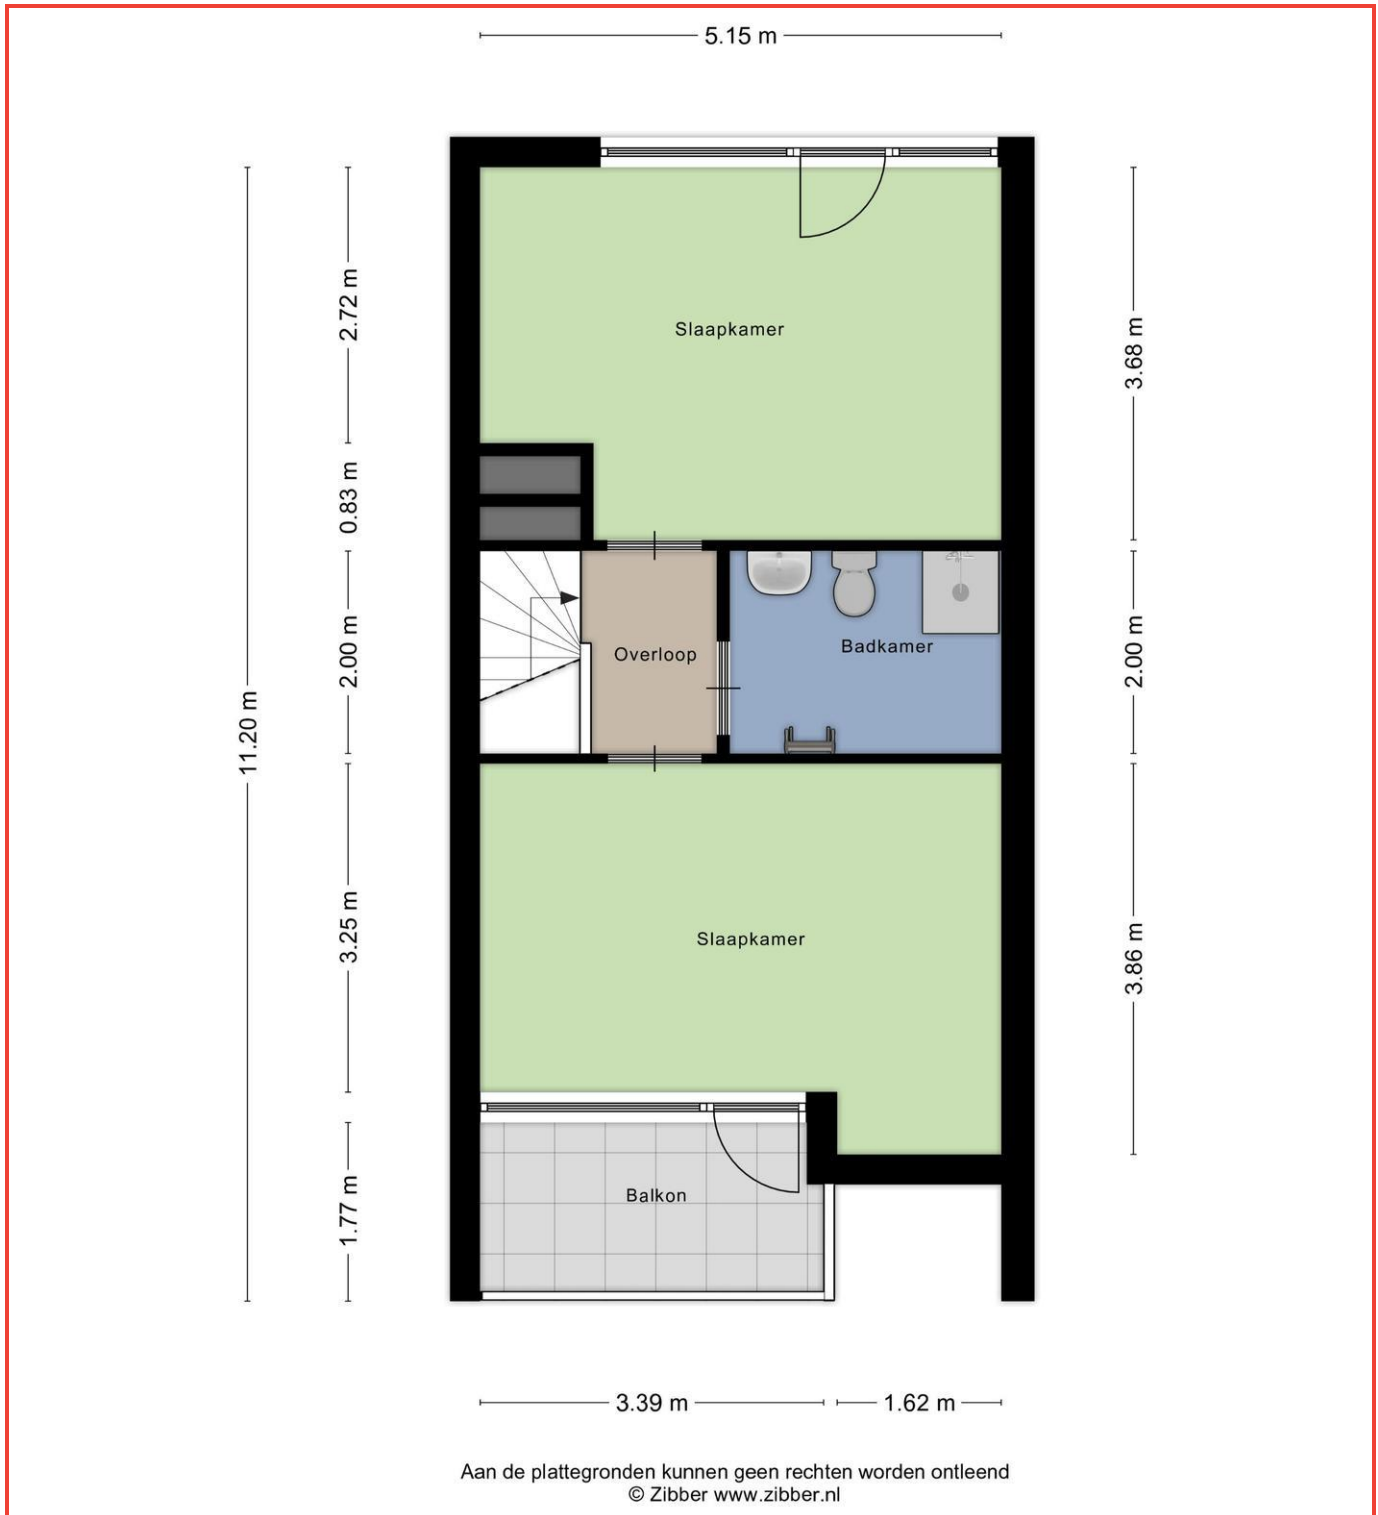 5.15 m
2.72 m
3.68 m
Slaapkamer
0.83 m
2.00 m
Overloop
Badkamer
2.00 m
11.20 m
3.25 m
Slaapkamer
3.86 m
1.77 m
Balkon
3.39 m
1.62 m
Aan de plattegronden kunnen geen rechten worden ontleend
© Zibber www.zibber.nl